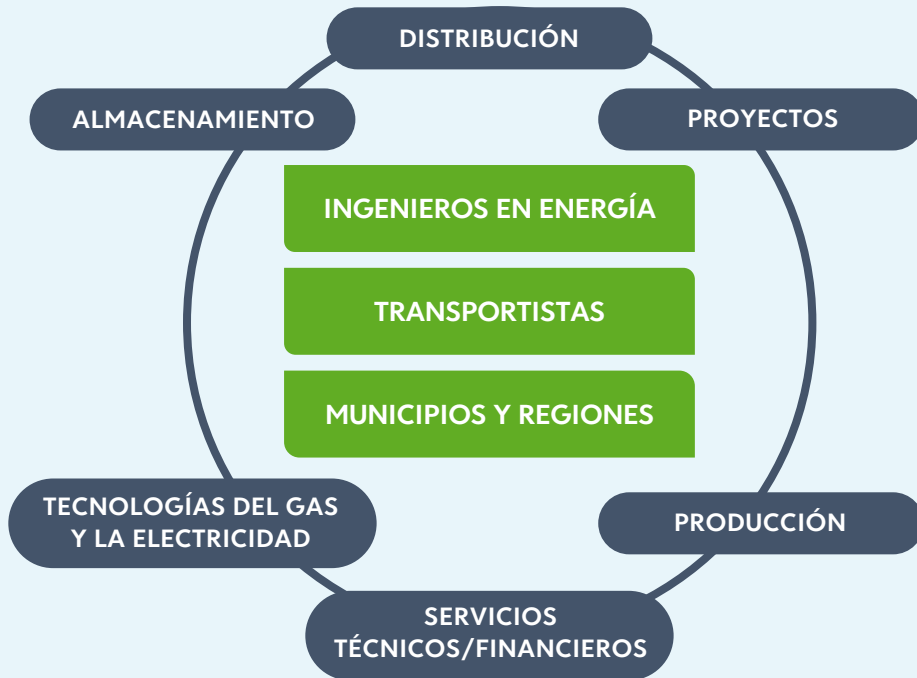 DISTRIBUCIÓN
ALMACENAMIENTO
PROYECTOS
INGENIEROS EN ENERGÍA
TRANSPORTISTAS
MUNICIPIOS Y REGIONES
TECNOLOGÍAS DEL GAS
Y LA ELECTRICIDAD
PRODUCCIÓN
SERVICIOS
TÉCNICOS/FINANCIEROS